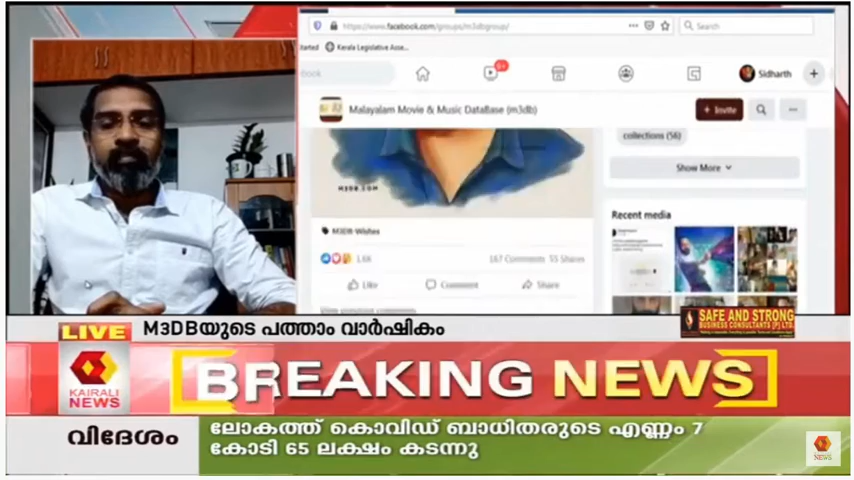 https://www.facebook.com/groups/m3dbgroup/
Search
Kerala Legislative Asse...
Sidharth
Malayalam Movie & Music DataBase (m3db)
+ Invite
collections (56)
Show More
M3DB.COM
Recent media
M3DB Wishes
1.6K
167 Comments 55 Shares
Like
Comment
Share
View previous comments
LIVE
M3DBയുടെ പത്താം വാർഷികം
SAFE AND STRONG
BUSINESS CONSULTANTS (P) LTD.
KAIRALI
NEWS
BREAKING NEWS
വിദേശം
ലോകത്ത് കൊവിഡ് ബാധിതരുടെ എണ്ണം 7
കോടി 65 ലക്ഷം കടന്നു
NEWS